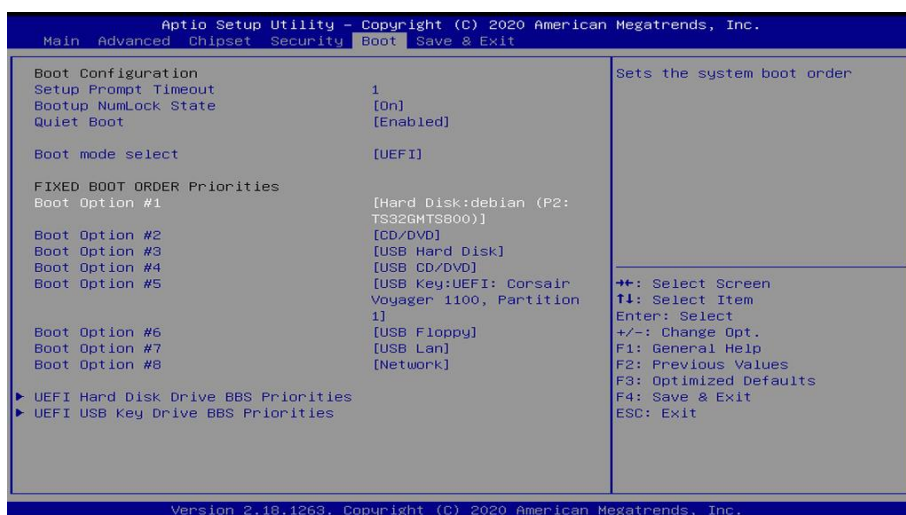 Aptio Setup Utility – Copyright (C) 2020 American Megatrends, Inc.
Main Advanced Chipset Security Boot Save & Exit
Boot Configuration
Setup Prompt Timeout 1
Bootup NumLock State [On]
Quiet Boot [Enabled]
Boot mode select [UEFI]
FIXED BOOT ORDER Priorities
Boot Option #1 [Hard Disk:debian (P2:
TS32GMTS800)]
Boot Option #2 [CD/DVD]
Boot Option #3 [USB Hard Disk]
Boot Option #4 [USB CD/DVD]
Boot Option #5 [USB Key:UEFI: Corsair
Voyager 1100, Partition
1]
Boot Option #6 [USB Floppy]
Boot Option #7 [USB Lan]
Boot Option #8 [Network]
► UEFI Hard Disk Drive BBS Priorities
► UEFI USB Key Drive BBS Priorities
Sets the system boot order
→←: Select Screen
↑↓: Select Item
Enter: Select
+/-: Change Opt.
F1: General Help
F2: Previous Values
F3: Optimized Defaults
F4: Save & Exit
ESC: Exit
Version 2.18.1263. Copyright (C) 2020 American Megatrends, Inc.